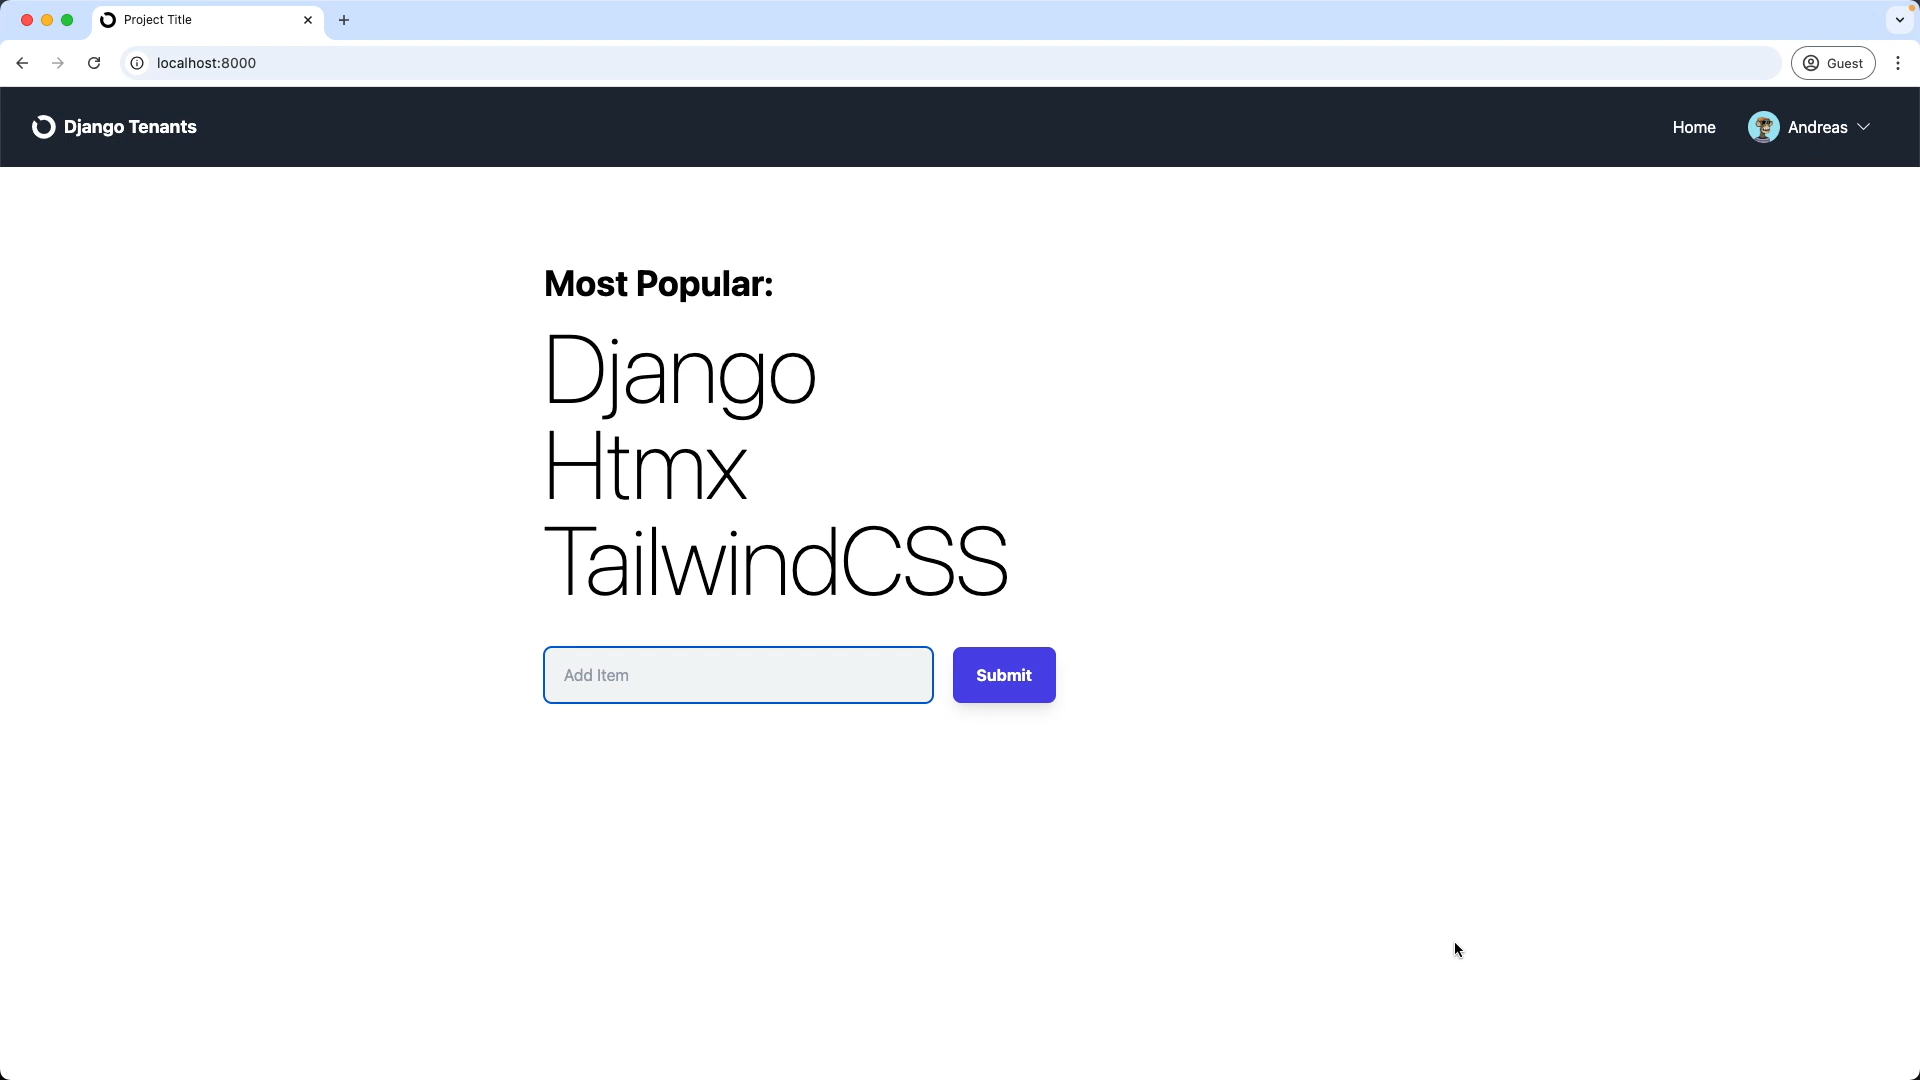 Project Title
localhost:8000
Guest
Django Tenants
Home
Andreas
Most Popular:
Django
Htmx
TailwindCSS
Add Item
Submit